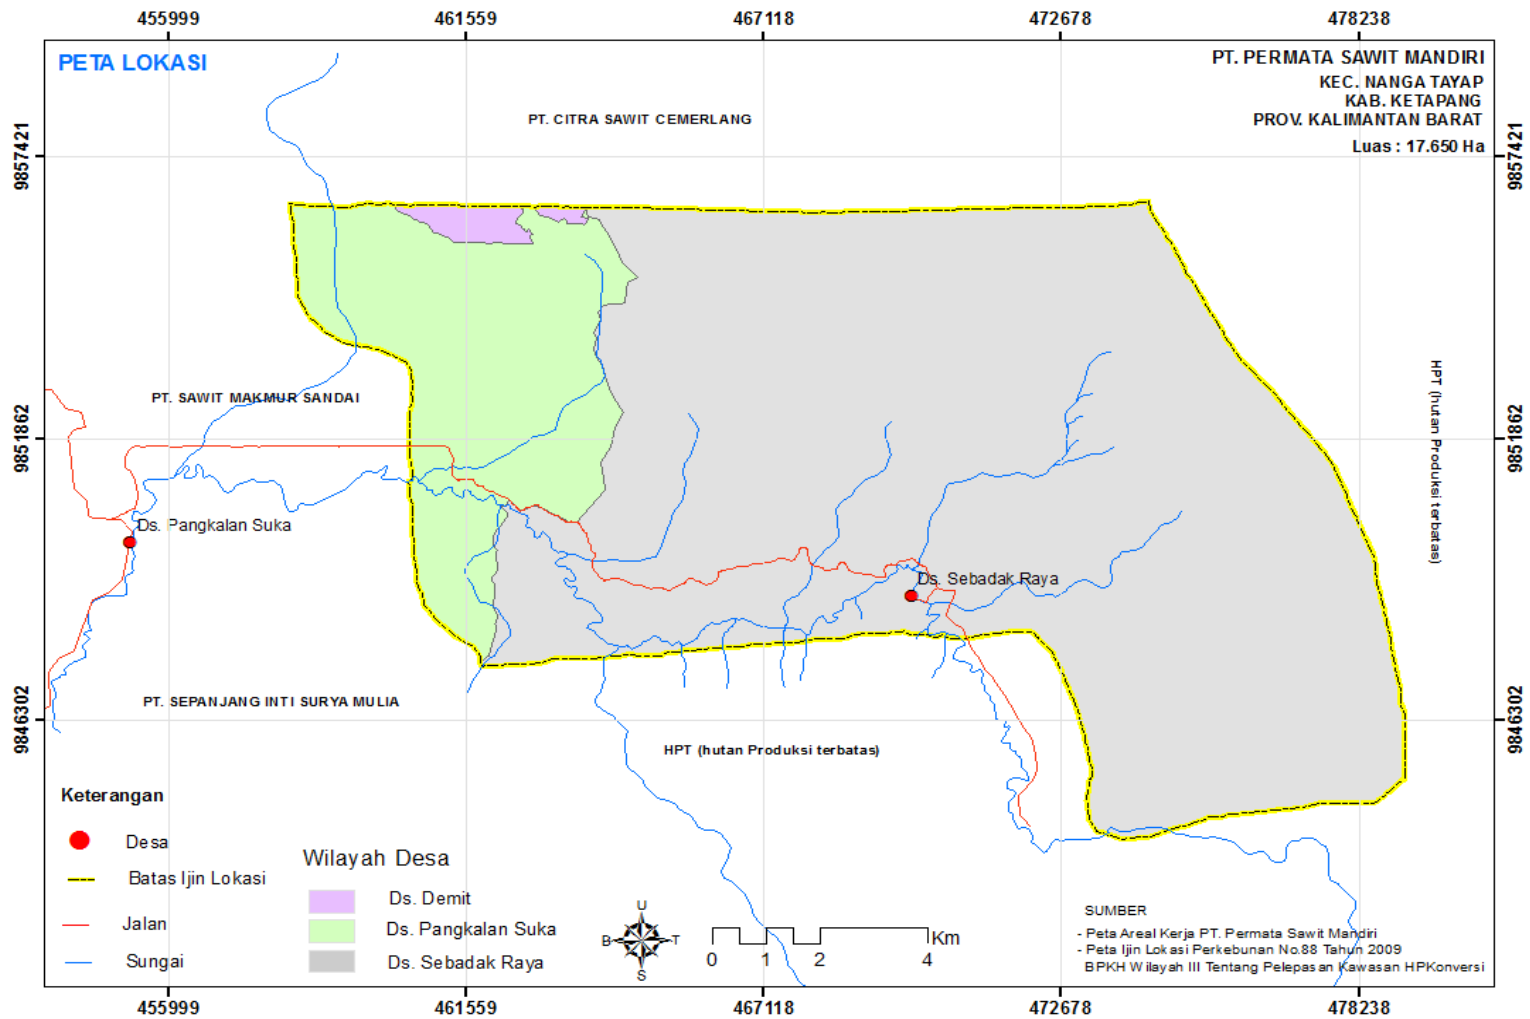 455999 461559 467118 472678 478238
PETA LOKASI
PT. PERMATA SAWIT MANDIRI
KEC. NANGA TAYAP
KAB. KETAPANG
PROV. KALIMANTAN BARAT
Luas : 17.650 Ha
PT. CITRA SAWIT CEMERLANG
9857421 9857421
PT. SAWIT MAKMUR SANDAI
HPT (hutan Produksi terbatas)
9851862 9851862
Ds. Pangkalan Suka
Ds. Sebadak Raya
PT. SEPANJANG INTI SURYA MULIA
9846302 9846302
HPT (hutan Produksi terbatas)
Keterangan
Desa
Batas Ijin Lokasi
Jalan
Sungai
Wilayah Desa
Ds. Demit
Ds. Pangkalan Suka
Ds. Sebadak Raya
U
B T
S
0 1 2 4
Km
SUMBER
- Peta Areal Kerja PT. Permata Sawit Mandiri
- Peta Ijin Lokasi Perkebunan No.88 Tahun 2009
BPKH Wilayah III Tentang Pelepasan Kawasan HPKonversi
455999 461559 467118 472678 478238